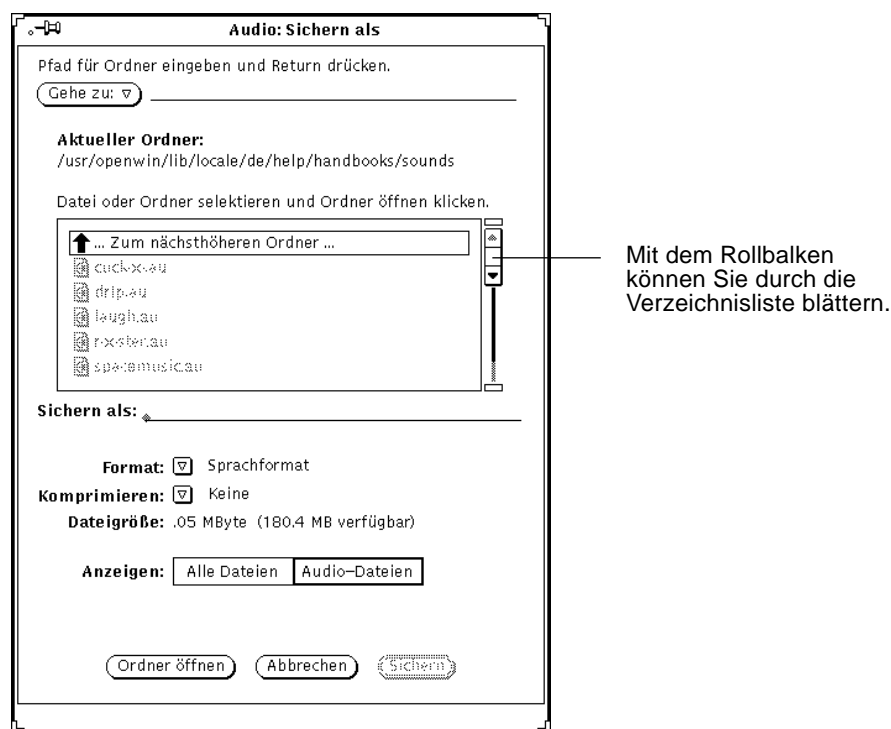 Audio: Sichern als
Pfad für Ordner eingeben und Return drücken.
Gehe zu:
Aktueller Ordner:
/usr/openwin/lib/locale/de/help/handbooks/sounds
Datei oder Ordner selektieren und Ordner öffnen klicken.
... Zum nächsthöheren Ordner ...
drip.au
laugh.au
spacemusic.au
Mit dem Rollbalken
können Sie durch die
Verzeichnisliste blättern.
Sichern als:
Format: Sprachformat
Komprimieren: Keine
Dateigröße: .05 MByte (180.4 MB verfügbar)
Anzeigen: Alle Dateien Audio–Dateien
Ordner öffnen Abbrechen Sichern